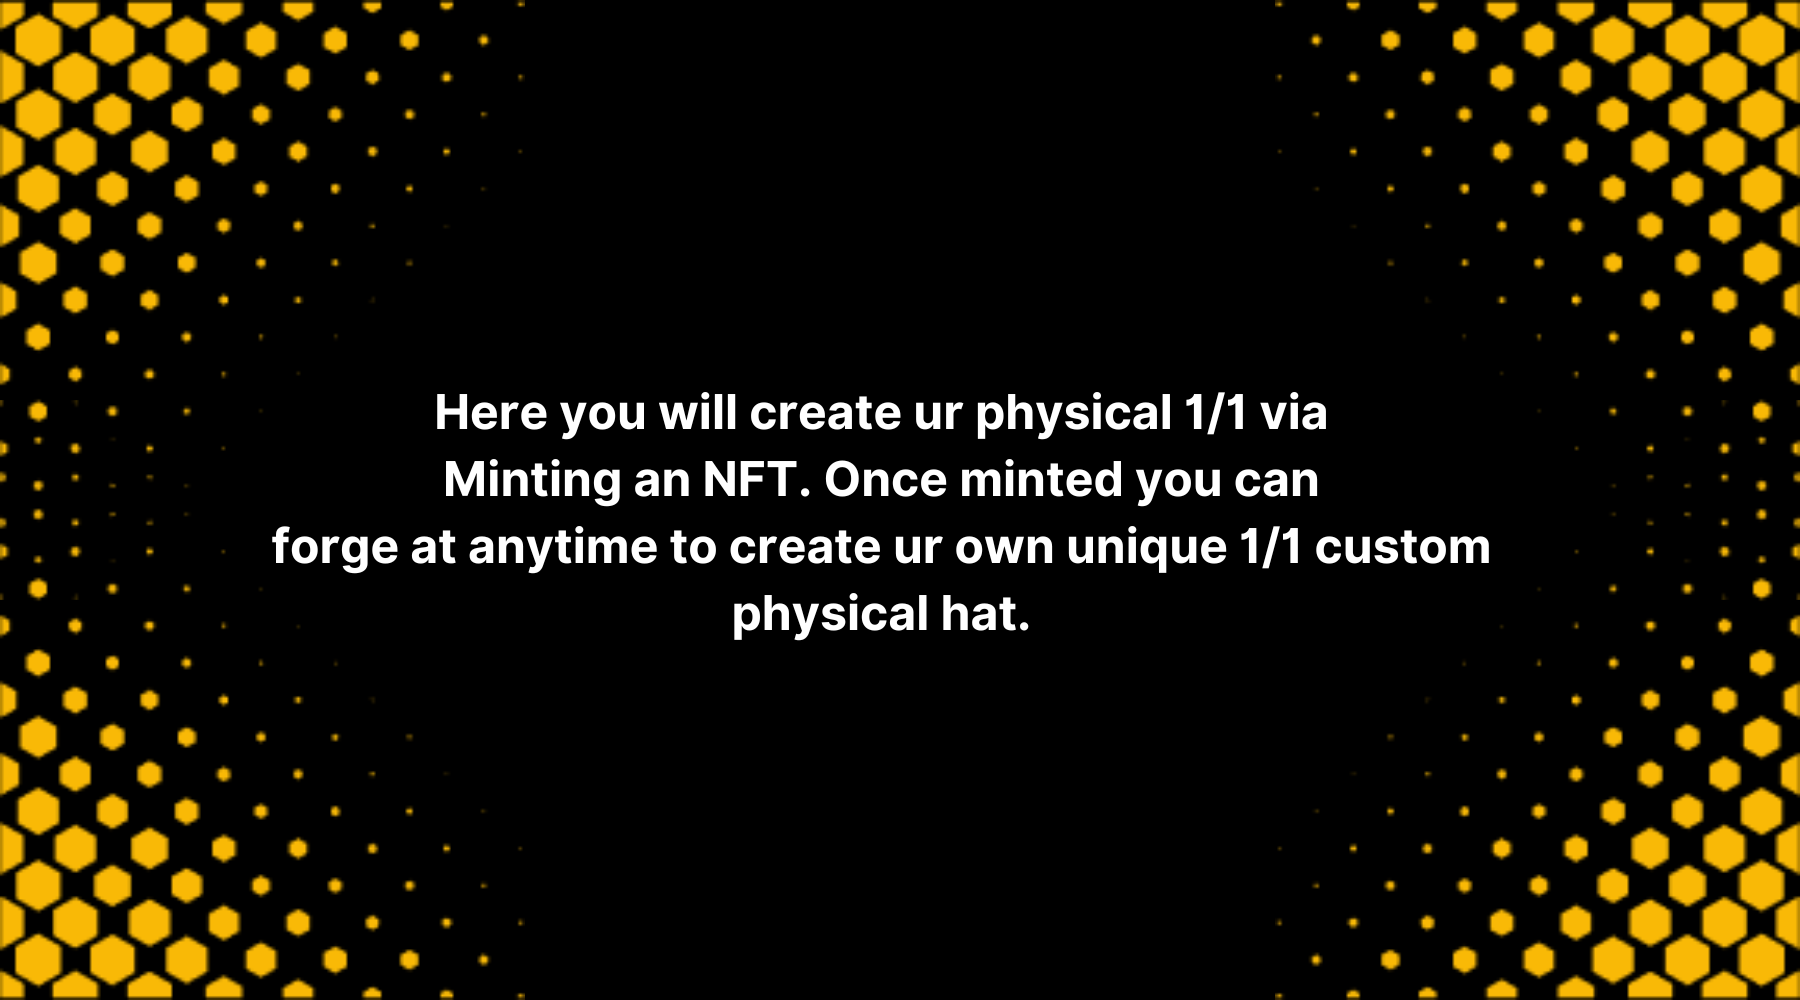 Here you will create ur physical 1/1 via
Minting an NFT. Once minted you can
forge at anytime to create ur own unique 1/1 custom
physical hat.